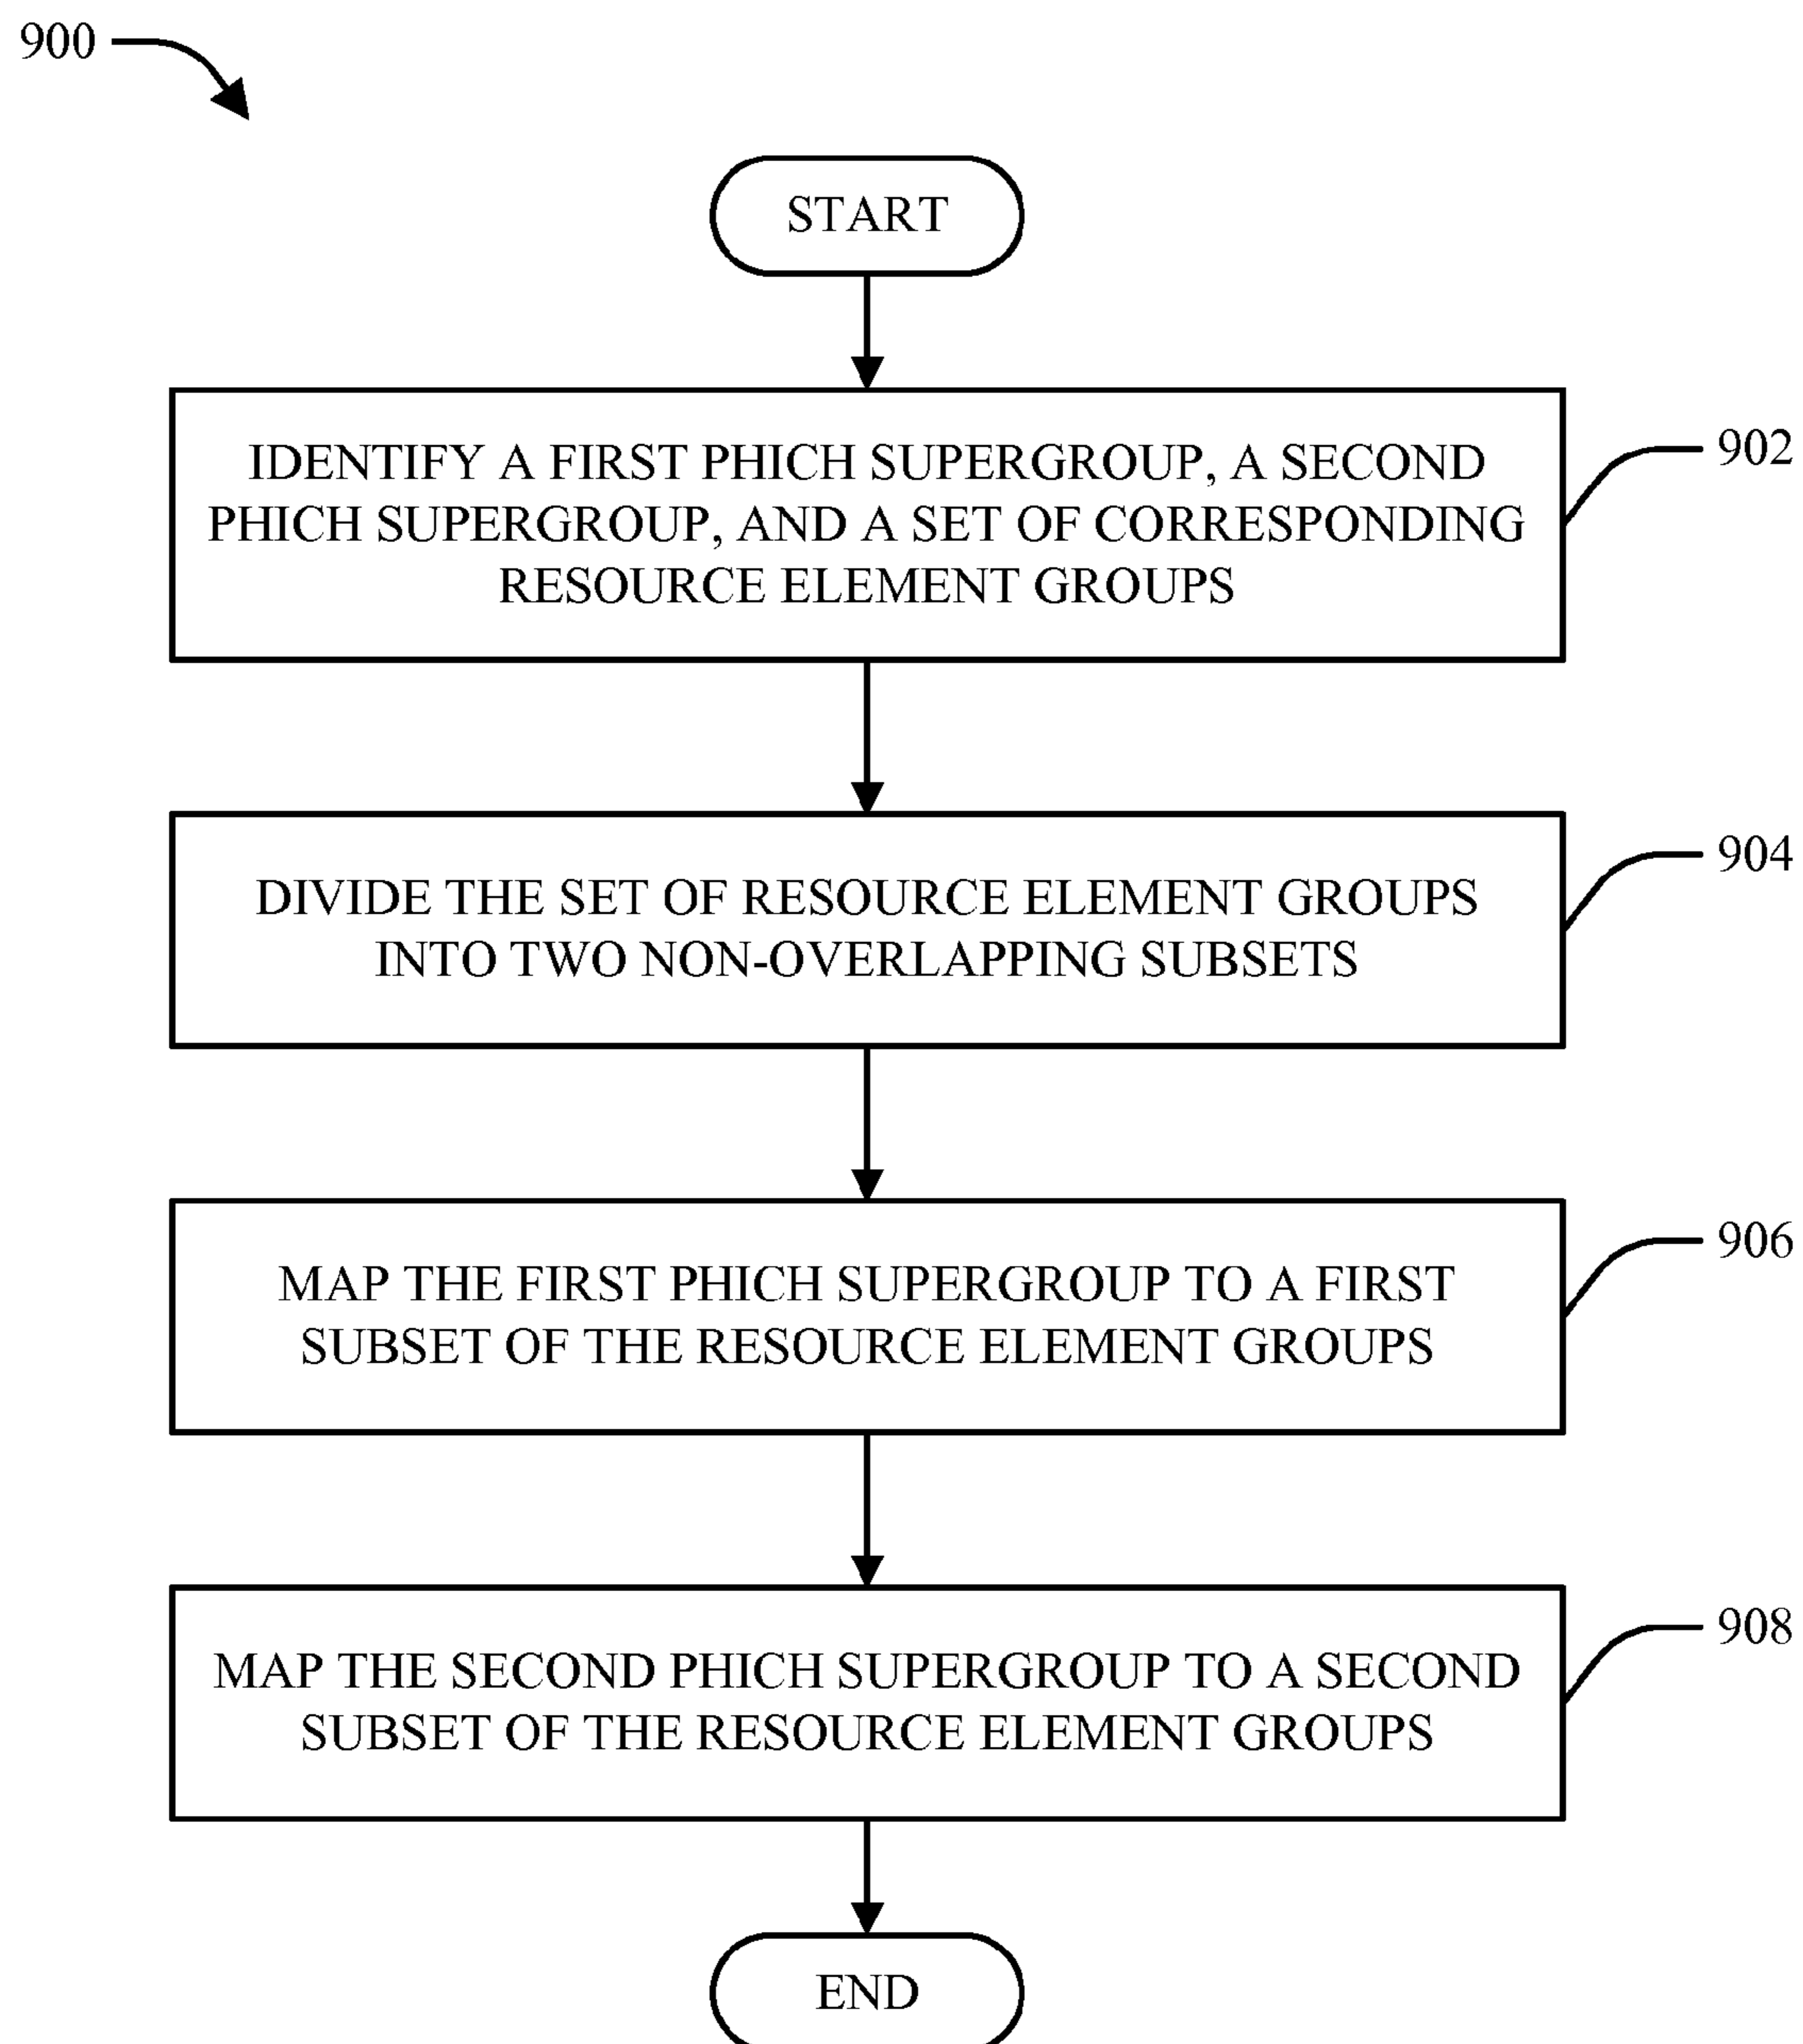 900
START
IDENTIFY A FIRST PHICH SUPERGROUP, A SECOND
PHICH SUPERGROUP, AND A SET OF CORRESPONDING
RESOURCE ELEMENT GROUPS
902
DIVIDE THE SET OF RESOURCE ELEMENT GROUPS
INTO TWO NON-OVERLAPPING SUBSETS
904
MAP THE FIRST PHICH SUPERGROUP TO A FIRST
SUBSET OF THE RESOURCE ELEMENT GROUPS
906
MAP THE SECOND PHICH SUPERGROUP TO A SECOND
SUBSET OF THE RESOURCE ELEMENT GROUPS
908
END